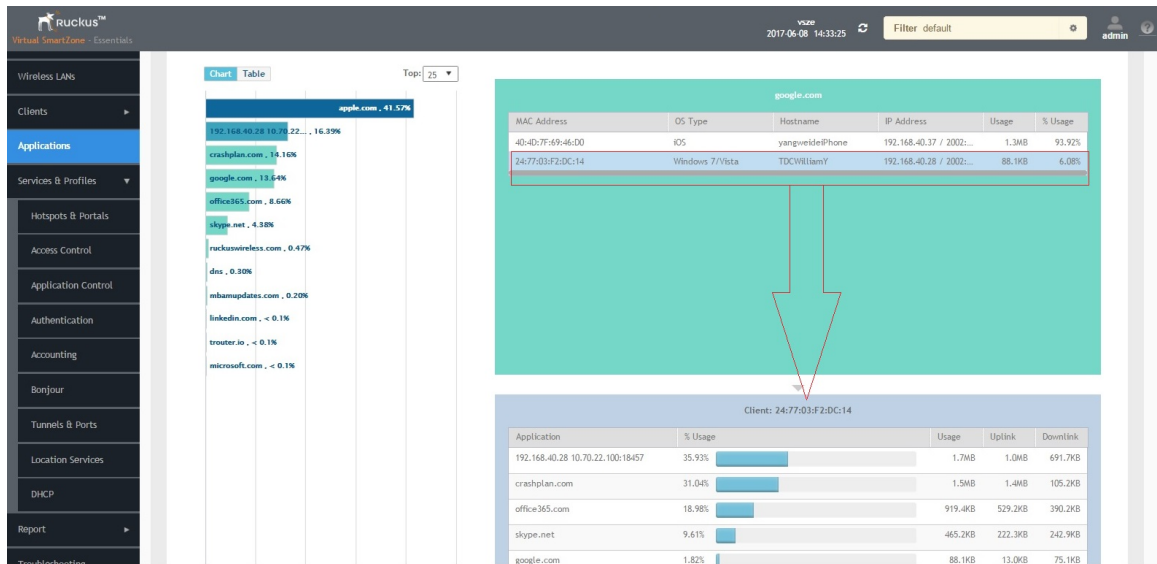 Ruckus™
Virtual SmartZone - Essentials
vsze
2017-06-08 14:33:25
Filter default
admin
Wireless LANs
Clients
Applications
Services & Profiles
Hotspots & Portals
Access Control
Application Control
Authentication
Accounting
Bonjour
Tunnels & Ports
Location Services
DHCP
Report
Troubleshooting
Chart Table Top: 25
apple.com , 41.57%
192.168.40.28 10.70.22... , 16.39%
crashplan.com , 14.16%
google.com , 13.64%
office365.com , 8.66%
skype.net , 4.38%
ruckuswireless.com , 0.47%
dns , 0.30%
mbamupdates.com , 0.20%
linkedin.com , < 0.1%
trouter.io , < 0.1%
microsoft.com , < 0.1%
google.com
MAC Address OS Type Hostname IP Address Usage % Usage
40:4D:7F:69:46:D0 iOS yangweideiPhone 192.168.40.37 / 2002:... 1.3MB 93.92%
24:77:03:F2:DC:14 Windows 7/Vista TDCWilliamY 192.168.40.28 / 2002:... 88.1KB 6.08%
Client: 24:77:03:F2:DC:14
Application % Usage Usage Uplink Downlink
192.168.40.28 10.70.22.100:18457 35.93% 1.7MB 1.0MB 691.7KB
crashplan.com 31.04% 1.5MB 1.4MB 105.2KB
office365.com 18.98% 919.4KB 529.2KB 390.2KB
skype.net 9.61% 465.2KB 222.3KB 242.9KB
google.com 1.82% 88.1KB 13.0KB 75.1KB